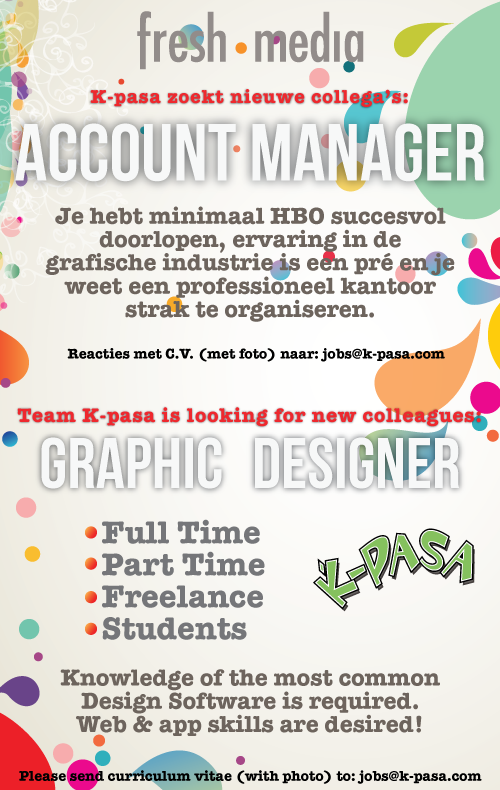 fresh media
K-pasa zoekt nieuwe collega's:
ACCOUNT MANAGER
Je hebt minimaal HBO succesvol
doorlopen, ervaring in de
grafische industrie is een pré en je
weet een professioneel kantoor
strak te organiseren.
Reacties met C.V. (met foto) naar: jobs@k-pasa.com
Team K-pasa is looking for new colleagues:
GRAPHIC DESIGNER
• Full Time
• Part Time
• Freelance
• Students
K-PASA
Knowledge of the most common
Design Software is required.
Web & app skills are desired!
Please send curriculum vitae (with photo) to: jobs@k-pasa.com